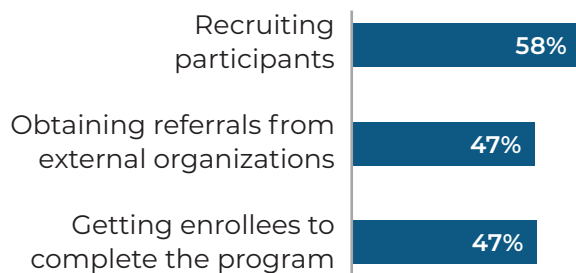 Recruiting
participants
58%
Obtaining referrals from
external organizations
47%
Getting enrollees to
complete the program
47%